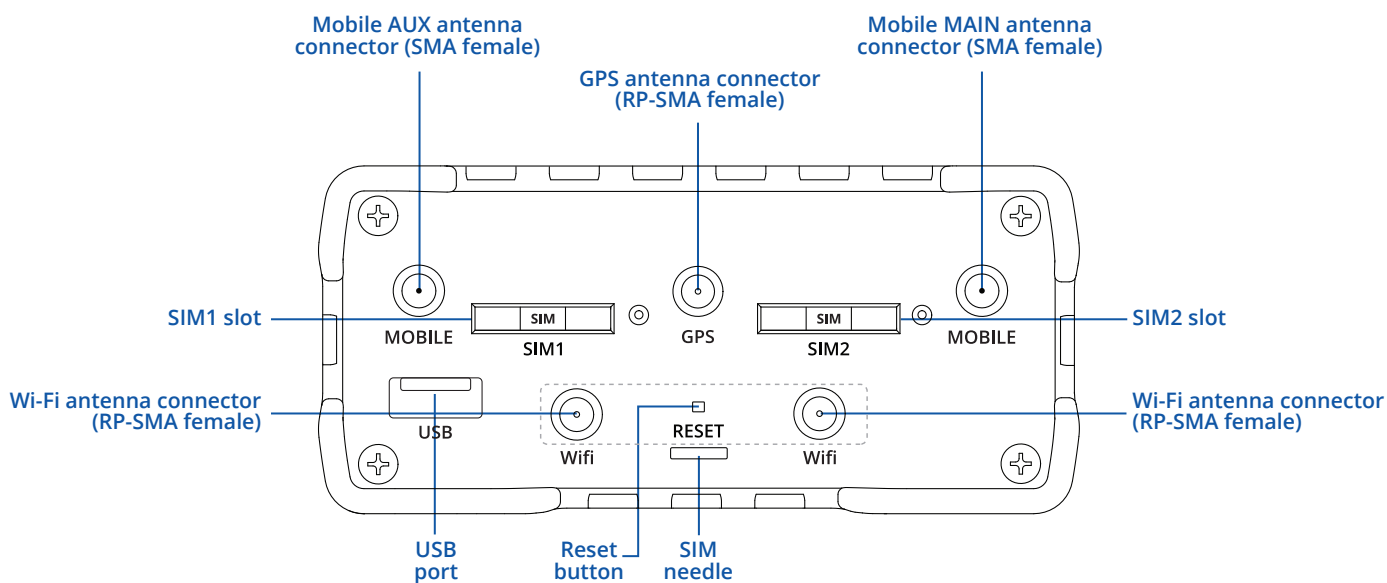 Mobile AUX antenna
connector (SMA female)
Mobile MAIN antenna
connector (SMA female)
GPS antenna connector
(RP-SMA female)
SIM1 slot
SIM
SIM
SIM2 slot
MOBILE
SIM1
GPS
SIM2
MOBILE
Wi-Fi antenna connector
(RP-SMA female)
Wi-Fi antenna connector
(RP-SMA female)
USB
RESET
Wifi
Wifi
USB
port
Reset
button
SIM
needle